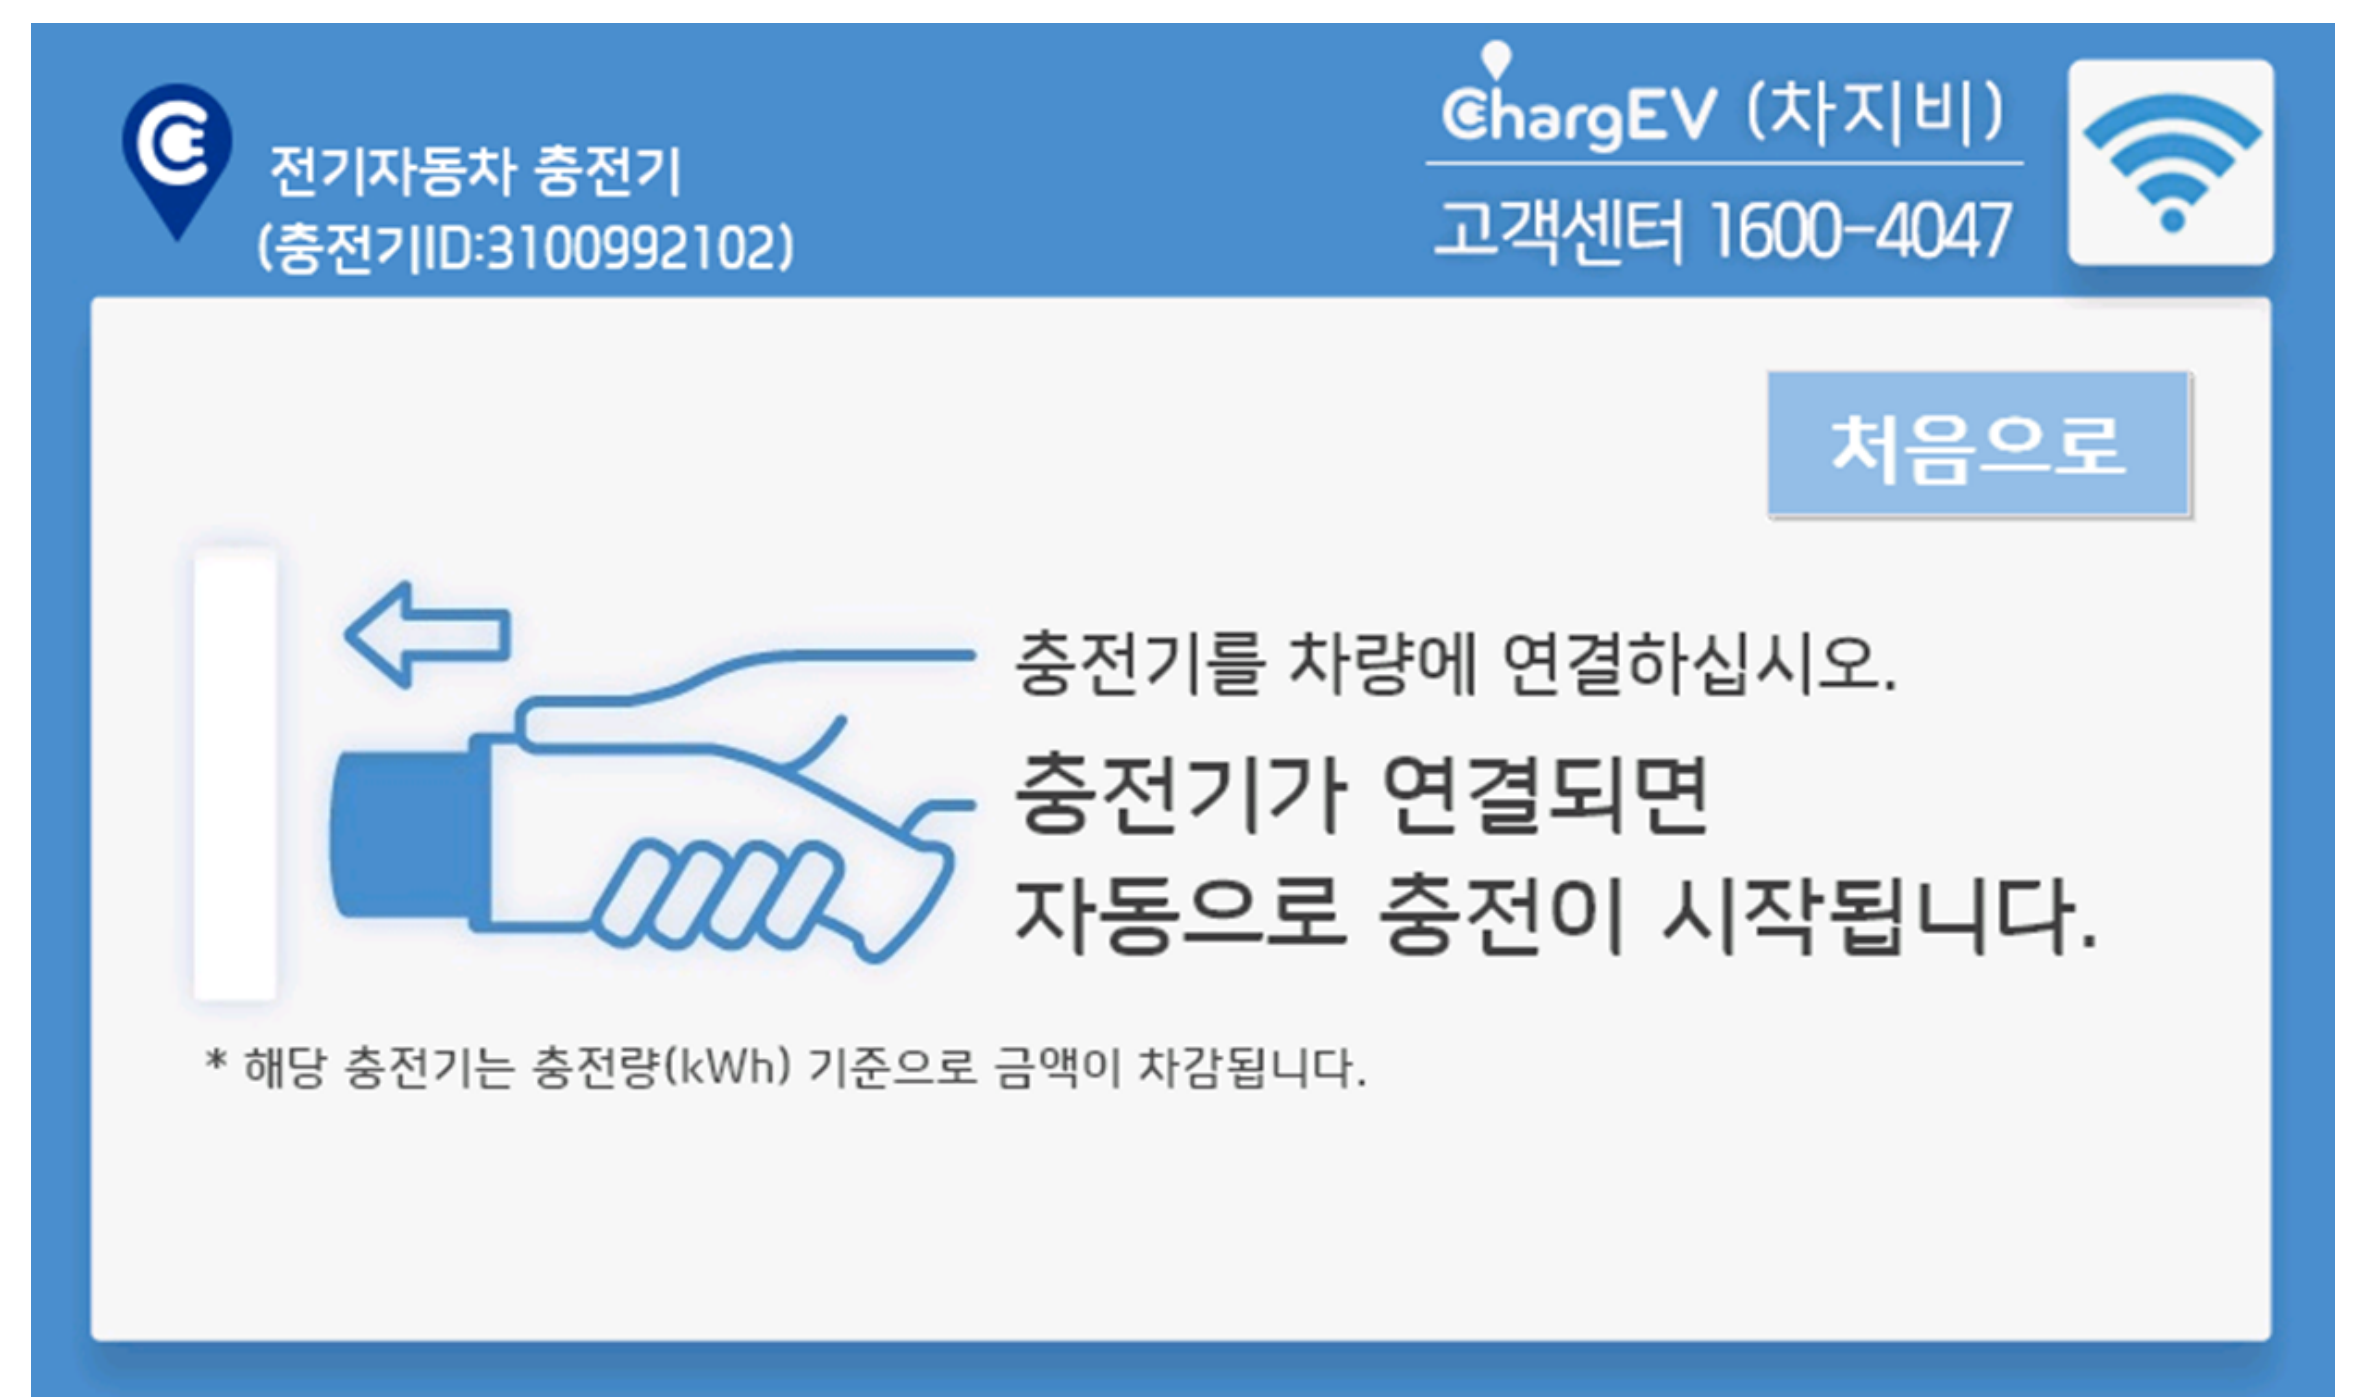 전기자동차 충전기
(충전기ID:3100992102)
ChargEV (차지비)
고객센터 1600-4047
처음으로
충전기를 차량에 연결하십시오.
충전기가 연결되면
자동으로 충전이 시작됩니다.
* 해당 충전기는 충전량(kWh) 기준으로 금액이 차감됩니다.